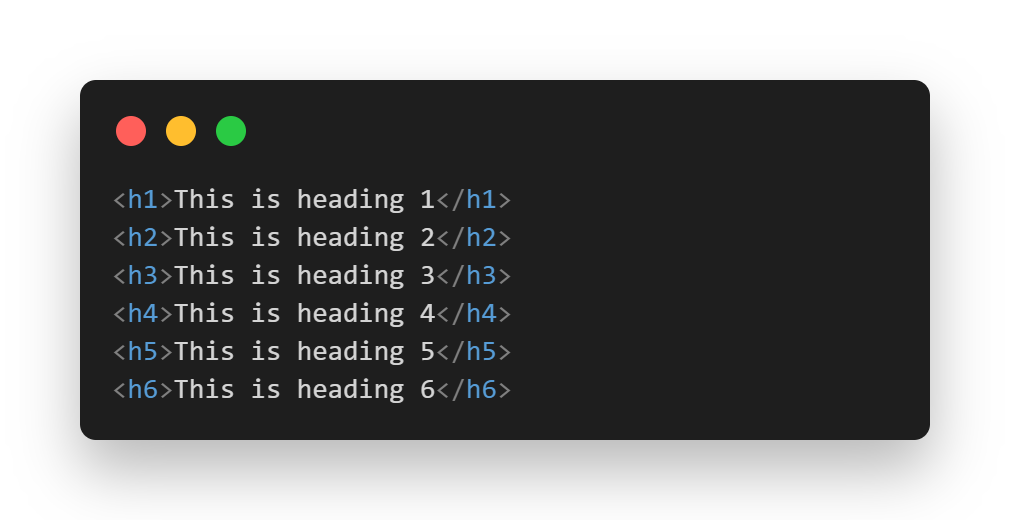 <h1>This is heading 1</h1>
<h2>This is heading 2</h2>
<h3>This is heading 3</h3>
<h4>This is heading 4</h4>
<h5>This is heading 5</h5>
<h6>This is heading 6</h6>